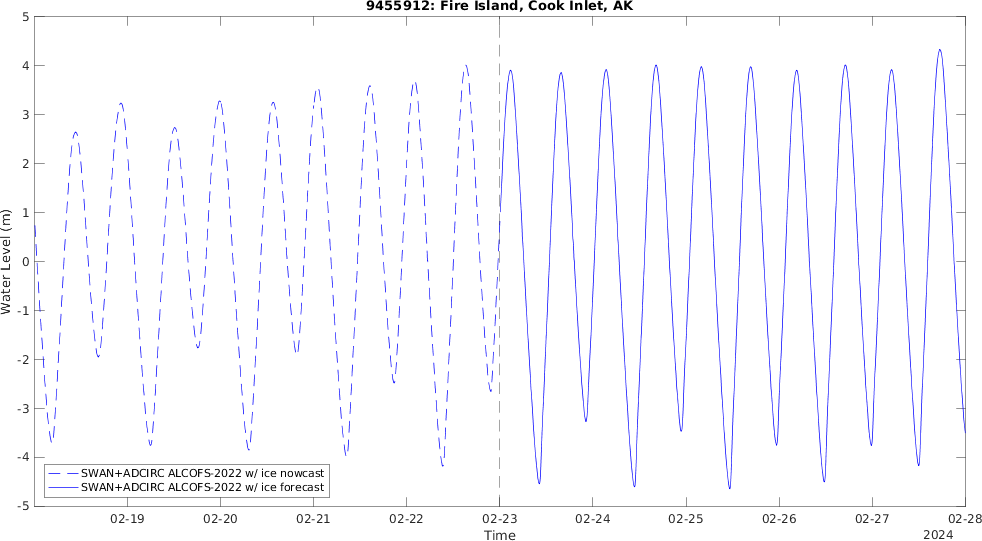 9455912: Fire Island, Cook Inlet, AK
5
4
3
2
1
0
-1
-2
-3
-4
-5
Water Level (m)
SWAN+ADCIRC ALCOFS-2022 w/ ice nowcast
SWAN+ADCIRC ALCOFS-2022 w/ ice forecast
02-19 02-20 02-21 02-22 02-23 02-24 02-25 02-26 02-27 02-28
Time
2024